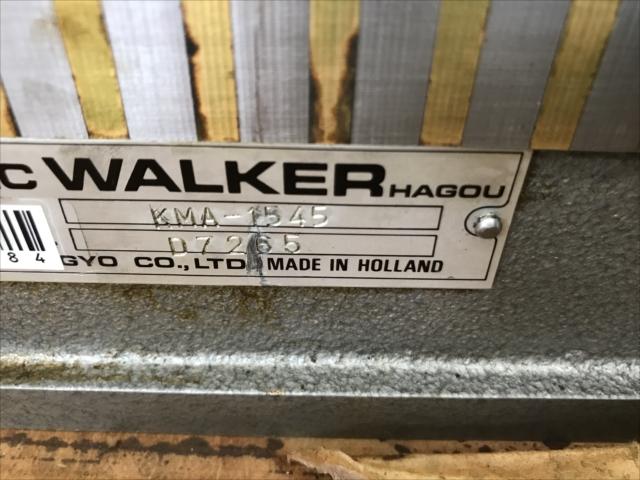 C WALKER HAGOU
KMA-1545
D7265
84
GYO CO.,LTD MADE IN HOLLAND